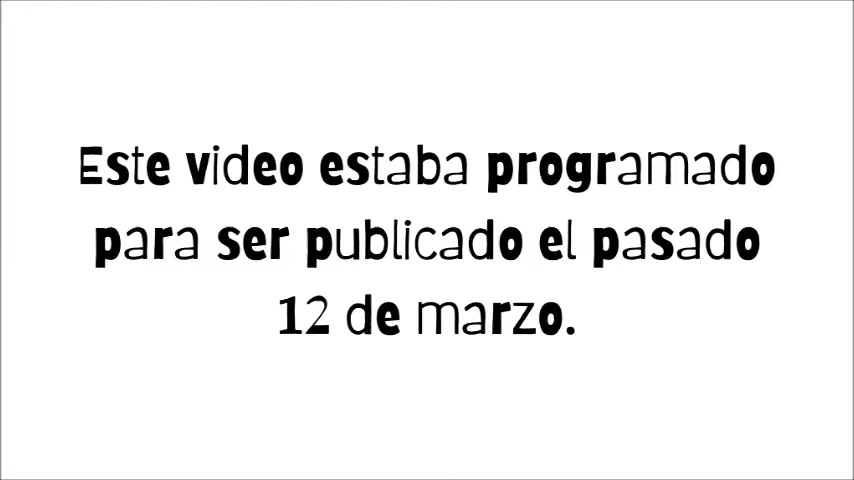 Este video estaba programado
para ser publicado el pasado
12 de marzo.